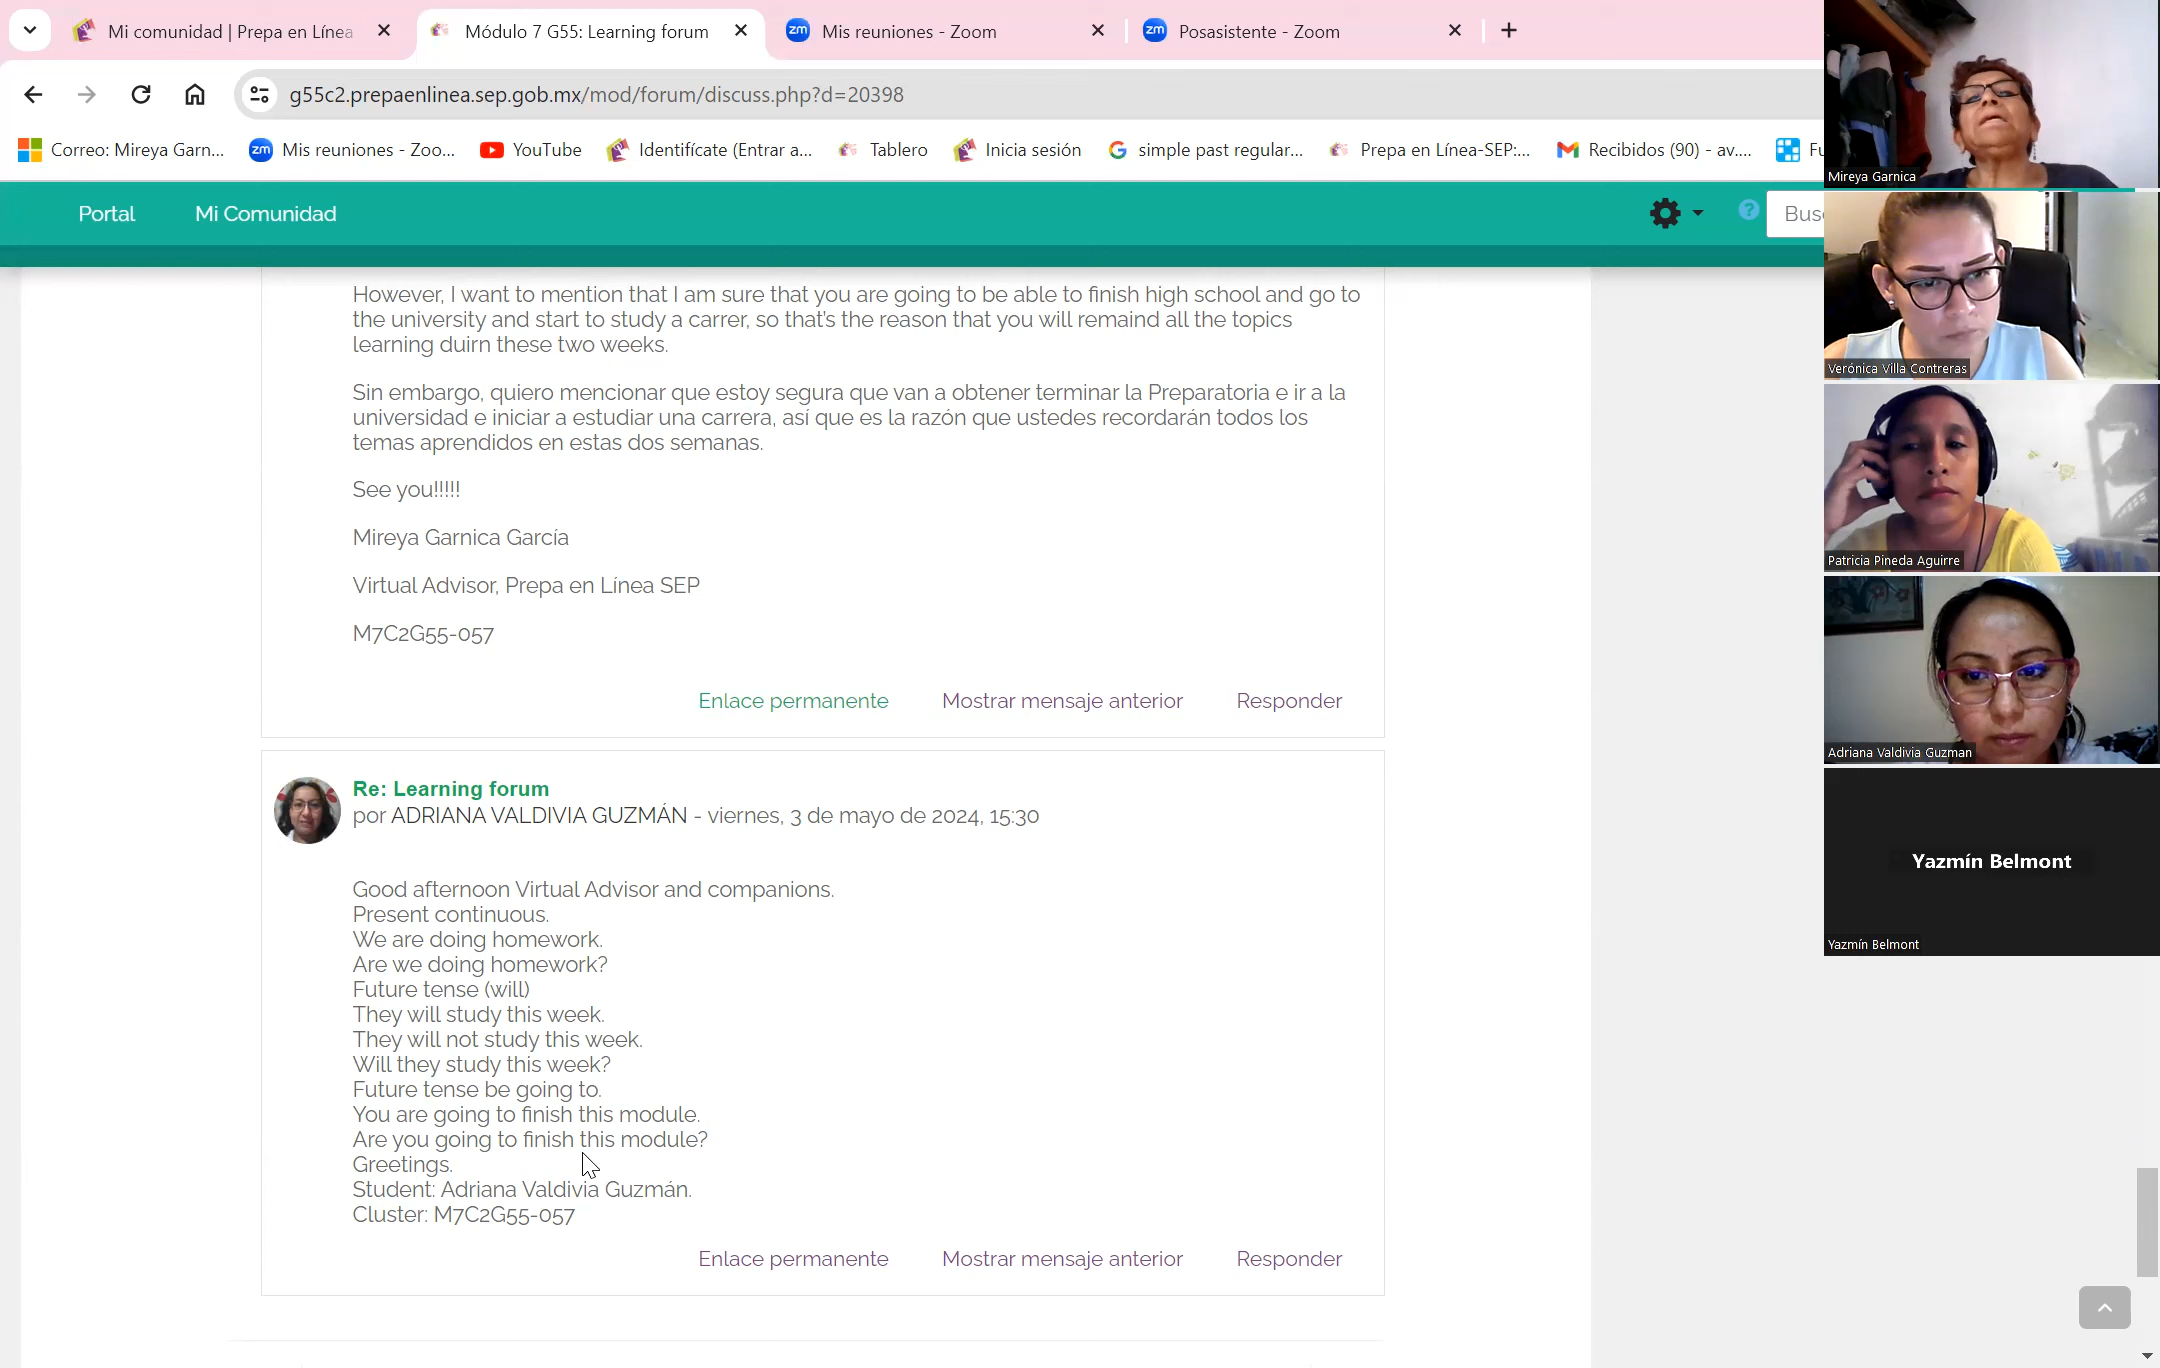 Mi comunidad | Prepa en Línea
Módulo 7 G55: Learning forum
Mis reuniones - Zoom
Posasistente - Zoom
g55c2.prepaenlinea.sep.gob.mx/mod/forum/discuss.php?d=20398
Correo: Mireya Garn...
Mis reuniones - Zoo...
YouTube
Identifícate (Entrar a...
Tablero
Inicia sesión
simple past regular...
Prepa en Línea-SEP:...
Recibidos (90) - av....
Portal
Mi Comunidad
However, I want to mention that I am sure that you are going to be able to finish high school and go to
the university and start to study a carrer, so that's the reason that you will remaind all the topics
learning duirn these two weeks.
Sin embargo, quiero mencionar que estoy segura que van a obtener terminar la Preparatoria e ir a la
universidad e iniciar a estudiar una carrera, así que es la razón que ustedes recordarán todos los
temas aprendidos en estas dos semanas.
See you!!!!!
Mireya Garnica García
Virtual Advisor, Prepa en Línea SEP
M7C2G55-057
Enlace permanente
Mostrar mensaje anterior
Responder
Re: Learning forum
por ADRIANA VALDIVIA GUZMÁN - viernes, 3 de mayo de 2024, 15:30
Good afternoon Virtual Advisor and companions.
Present continuous.
We are doing homework.
Are we doing homework?
Future tense (will)
They will study this week.
They will not study this week.
Will they study this week?
Future tense be going to.
You are going to finish this module.
Are you going to finish this module?
Greetings.
Student: Adriana Valdivia Guzmán.
Cluster: M7C2G55-057
Enlace permanente
Mostrar mensaje anterior
Responder
Mireya Garnica
Verónica Villa Contreras
Patricia Pineda Aguirre
Adriana Valdivia Guzman
Yazmín Belmont
Yazmín Belmont